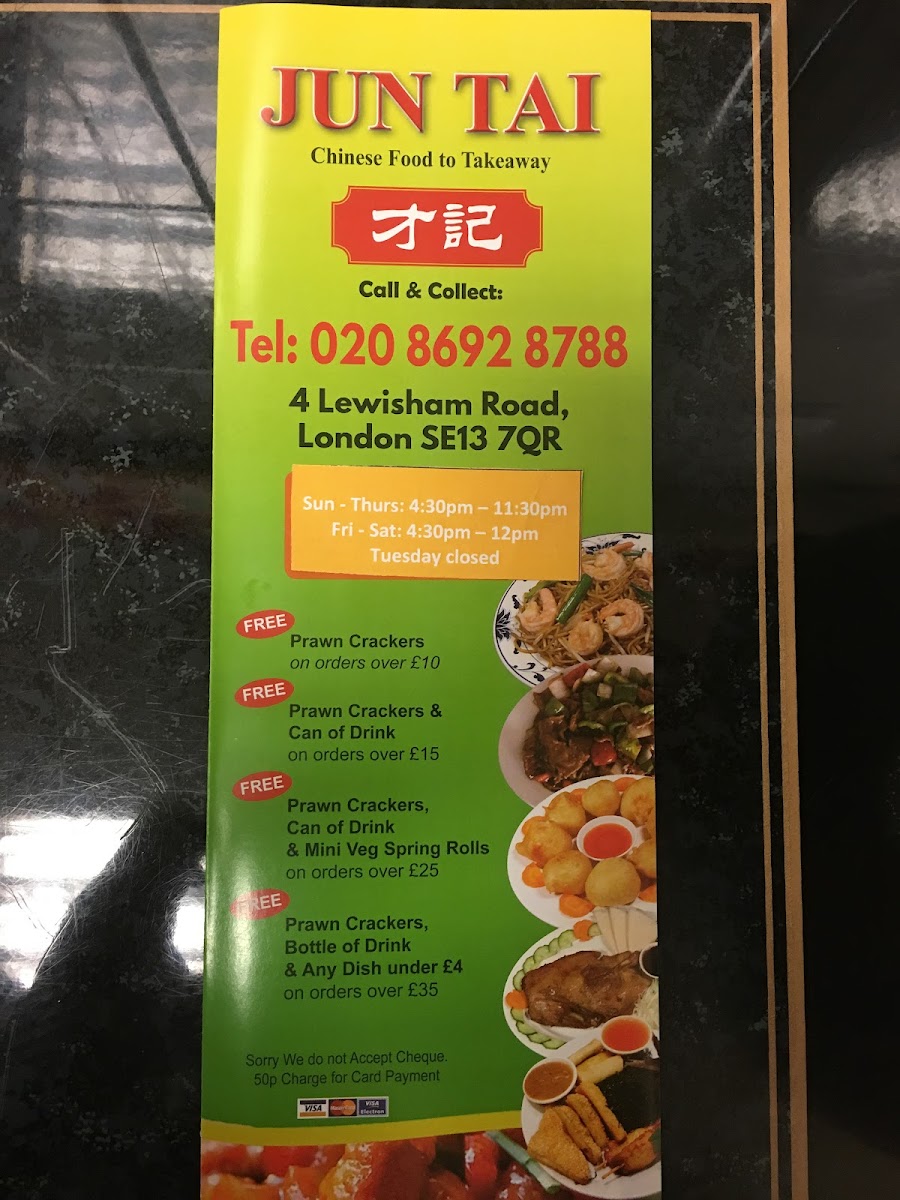 JUN TAI
Chinese Food to Takeaway
才記
Call & Collect:
Tel: 020 8692 8788
4 Lewisham Road,
London SE13 7QR
Sun - Thurs: 4:30pm – 11:30pm
Fri - Sat: 4:30pm – 12pm
Tuesday closed
FREE
Prawn Crackers
on orders over £10
FREE
Prawn Crackers &
Can of Drink
on orders over £15
FREE
Prawn Crackers,
Can of Drink
& Mini Veg Spring Rolls
on orders over £25
FREE
Prawn Crackers,
Bottle of Drink
& Any Dish under £4
on orders over £35
Sorry We do not Accept Cheque.
50p Charge for Card Payment
VISA MasterCard VISA Electron